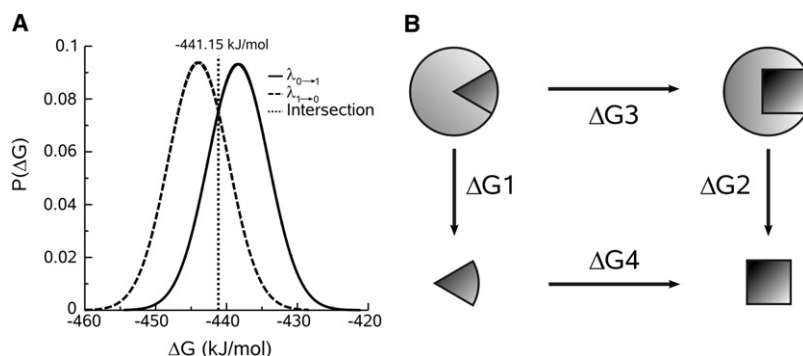 A
-441.15 kJ/mol
0.1
0.08
0.06
0.04
0.02
0
P(ΔG)
λ0→1
λ1→0
Intersection
-460
-450
-440
-430
-420
ΔG (kJ/mol)
B
ΔG3
ΔG1
ΔG2
ΔG4